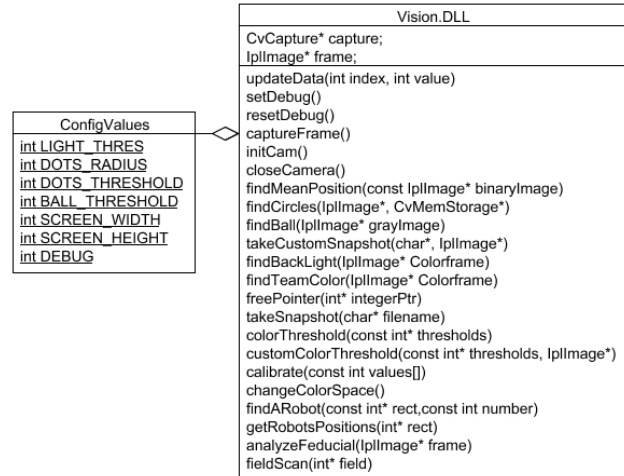 Vision.DLL
CvCapture* capture;
IplImage* frame;
updateData(int index, int value)
setDebug()
resetDebug()
captureFrame()
initCam()
closeCamera()
findMeanPosition(const IplImage* binaryImage)
findCircles(IplImage*, CvMemStorage*)
findBall(IplImage* grayImage)
takeCustomSnapshot(char*, IplImage*)
findBackLight(IplImage* Colorframe)
findTeamColor(IplImage* Colorframe)
freePointer(int* integerPtr)
takeSnapshot(char* filename)
colorThreshold(const int* thresholds)
customColorThreshold(const int* thresholds, IplImage*)
calibrate(const int values[])
changeColorSpace()
findARobot(const int* rect,const int number)
getRobotsPositions(int* rect)
analyzeFeducial(IplImage* frame)
fieldScan(int* field)
ConfigValues
int LIGHT_THRES
int DOTS_RADIUS
int DOTS_THRESHOLD
int BALL_THRESHOLD
int SCREEN_WIDTH
int SCREEN_HEIGHT
int DEBUG